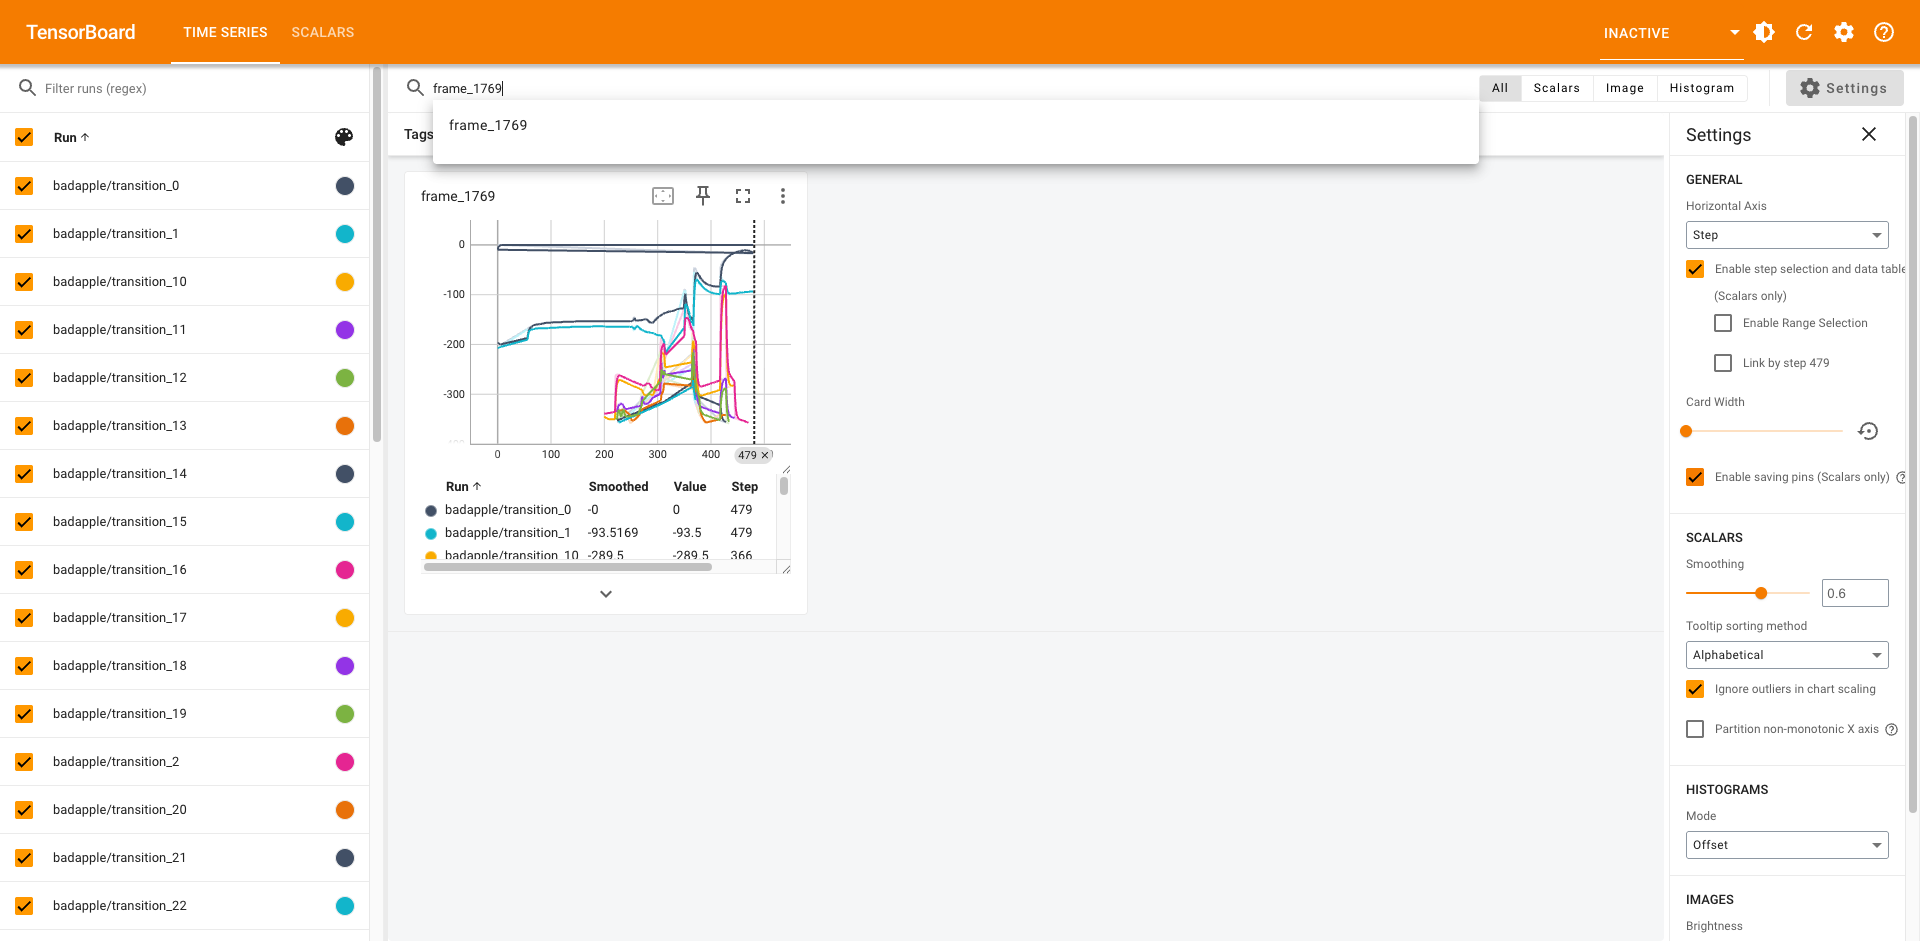 TensorBoard
TIME SERIES
SCALARS
INACTIVE
Filter runs (regex)
frame_1769
All
Scalars
Image
Histogram
Settings
frame_1769
Tags
Run
badapple/transition_0
badapple/transition_1
badapple/transition_10
badapple/transition_11
badapple/transition_12
badapple/transition_13
badapple/transition_14
badapple/transition_15
badapple/transition_16
badapple/transition_17
badapple/transition_18
badapple/transition_19
badapple/transition_2
badapple/transition_20
badapple/transition_21
badapple/transition_22
frame_1769
0
-100
-200
-300
0 100 200 300 400 479
Run Smoothed Value Step
badapple/transition_0 -0 0 479
badapple/transition_1 -93.5169 -93.5 479
badapple/transition_10 -289.5 -289.5 366
Settings
GENERAL
Horizontal Axis
Step
Enable step selection and data table
(Scalars only)
Enable Range Selection
Link by step 479
Card Width
Enable saving pins (Scalars only)
SCALARS
Smoothing
0.6
Tooltip sorting method
Alphabetical
Ignore outliers in chart scaling
Partition non-monotonic X axis
HISTOGRAMS
Mode
Offset
IMAGES
Brightness